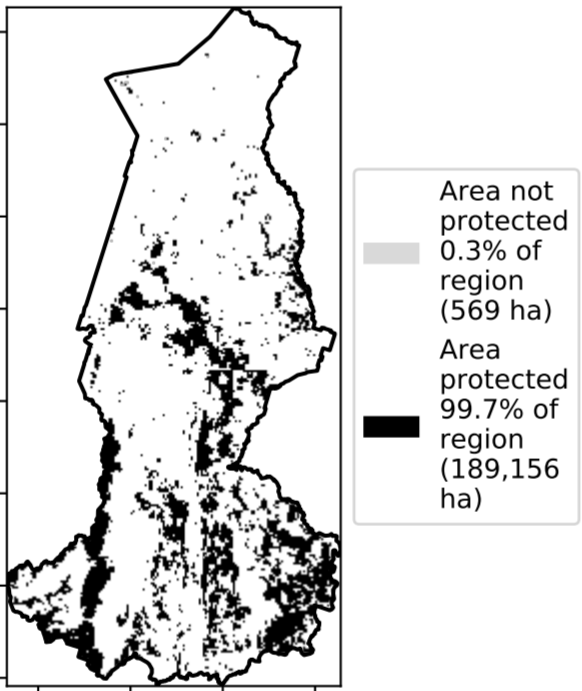 Area not
protected
0.3% of
region
(569 ha)
Area
protected
99.7% of
region
(189,156
ha)